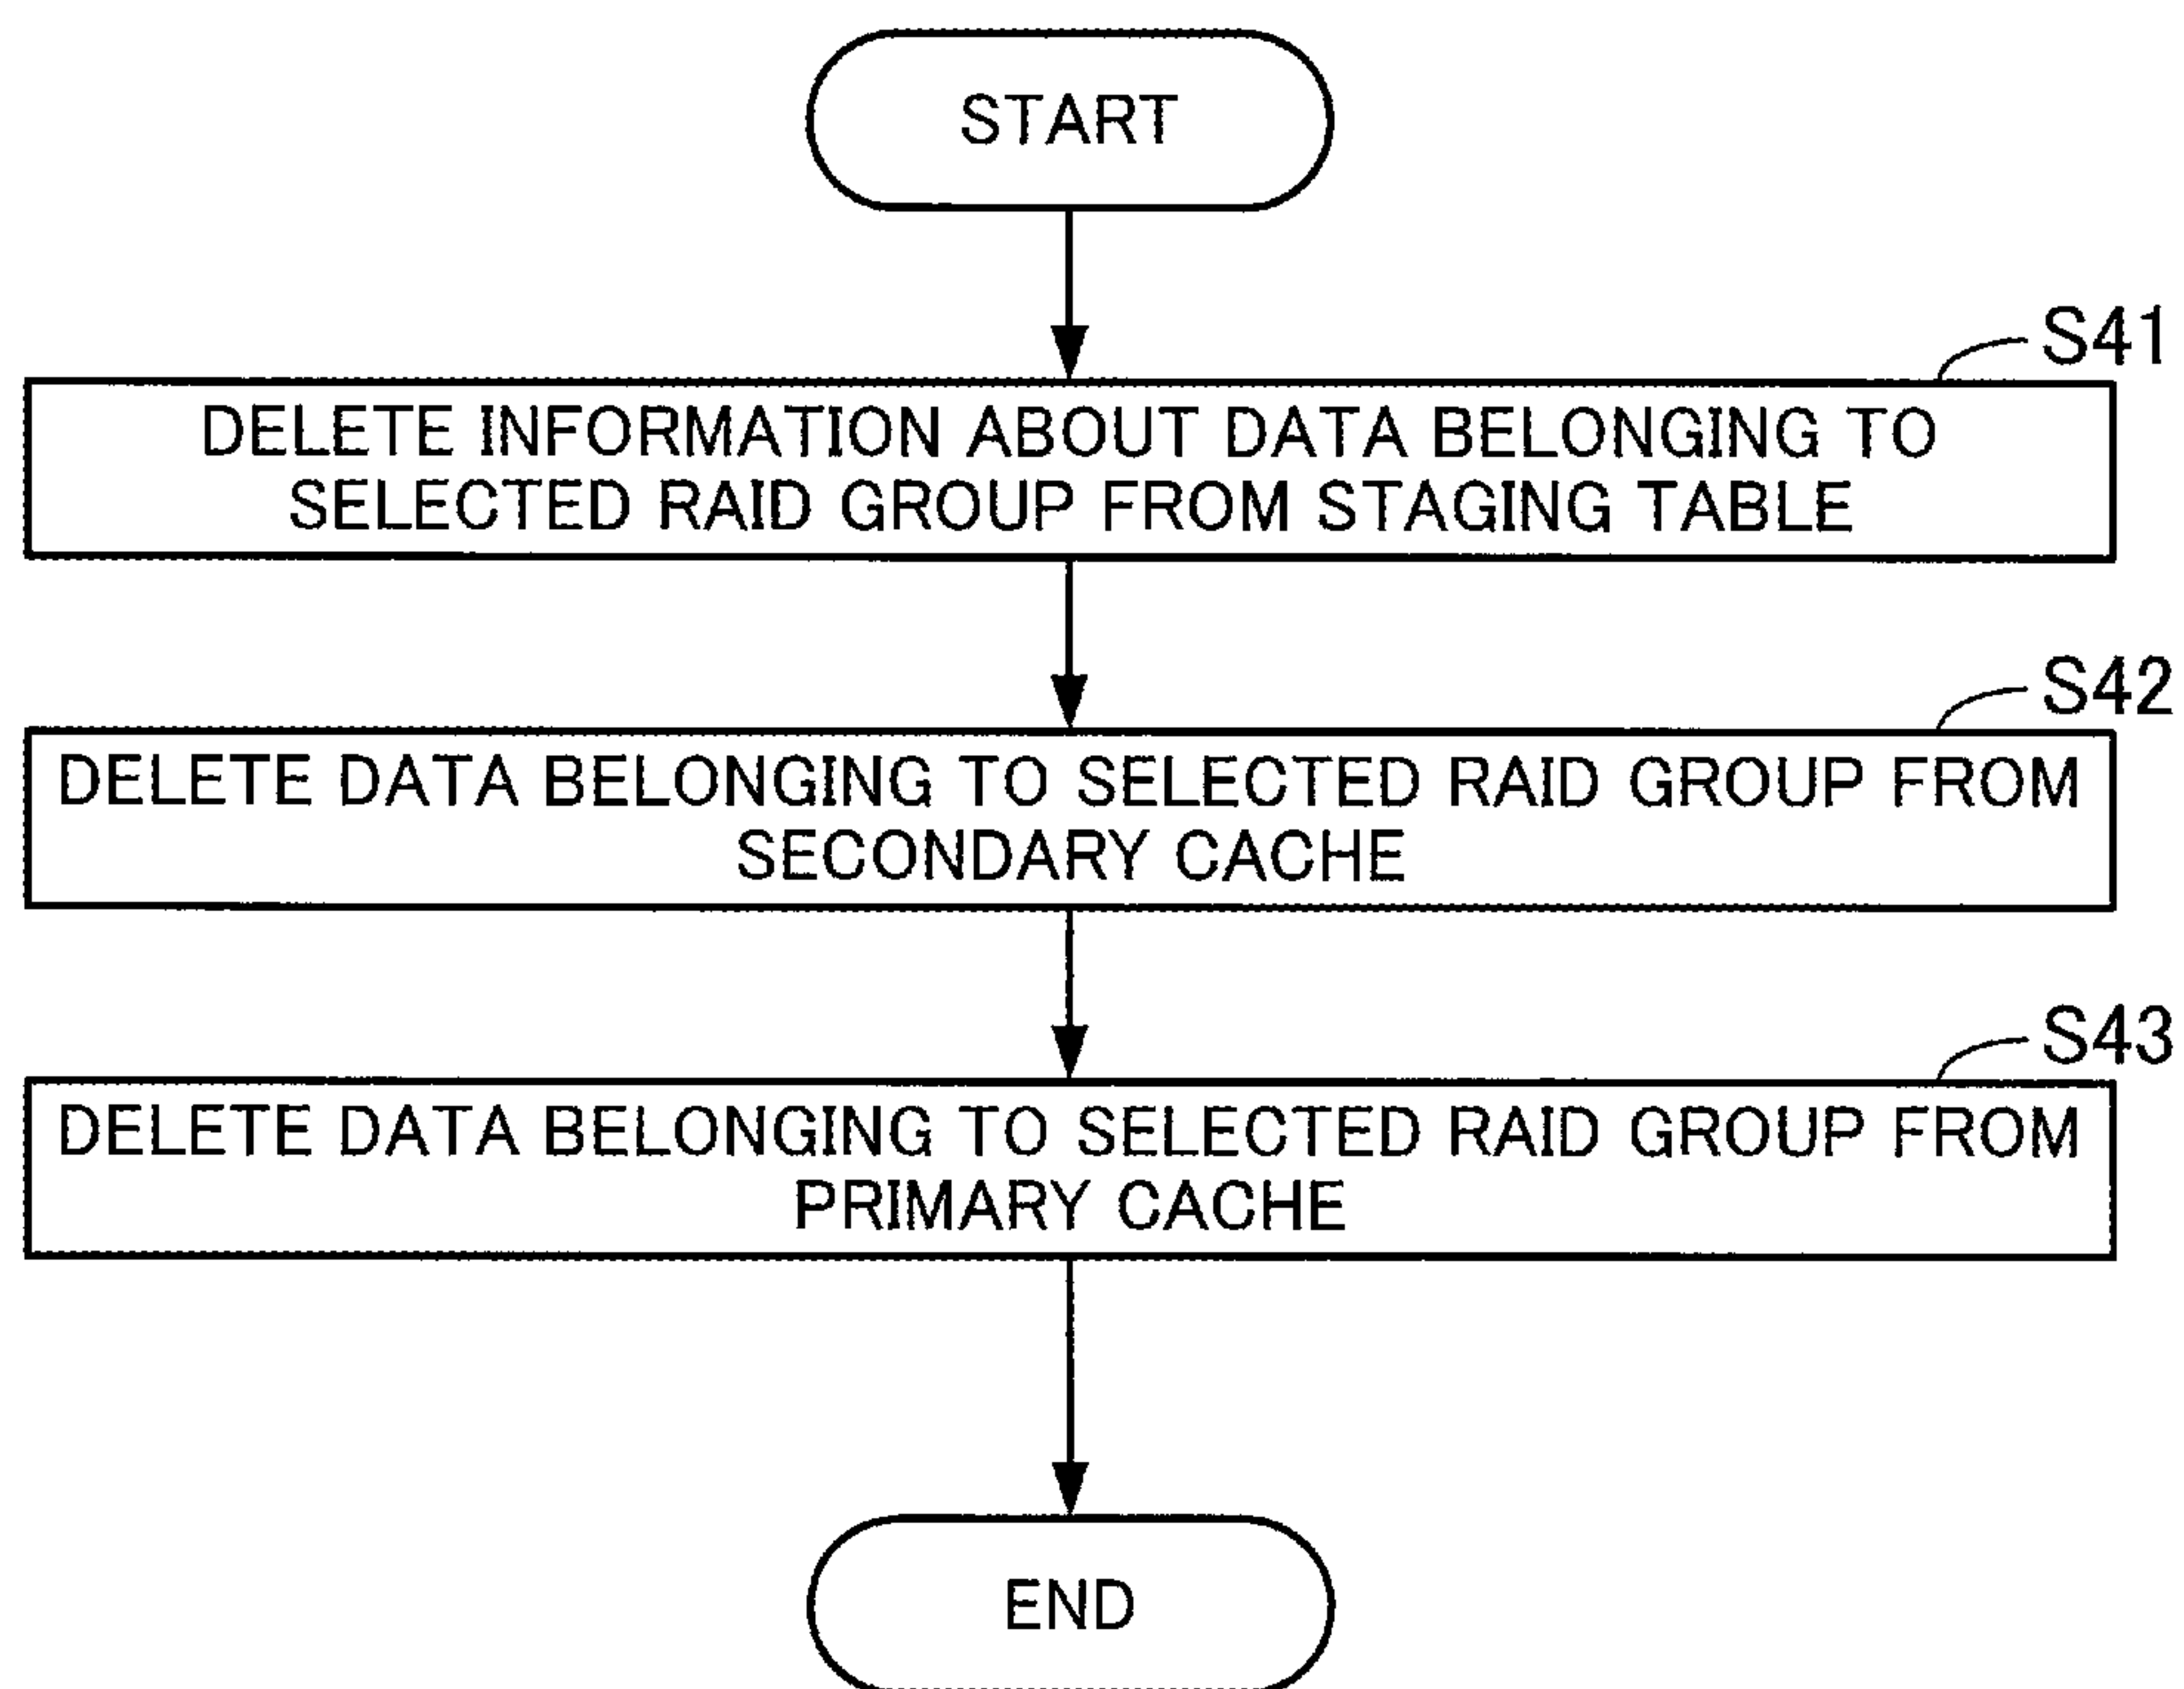 START
S41
DELETE INFORMATION ABOUT DATA BELONGING TO
SELECTED RAID GROUP FROM STAGING TABLE
S42
DELETE DATA BELONGING TO SELECTED RAID GROUP FROM
SECONDARY CACHE
S43
DELETE DATA BELONGING TO SELECTED RAID GROUP FROM
PRIMARY CACHE
END